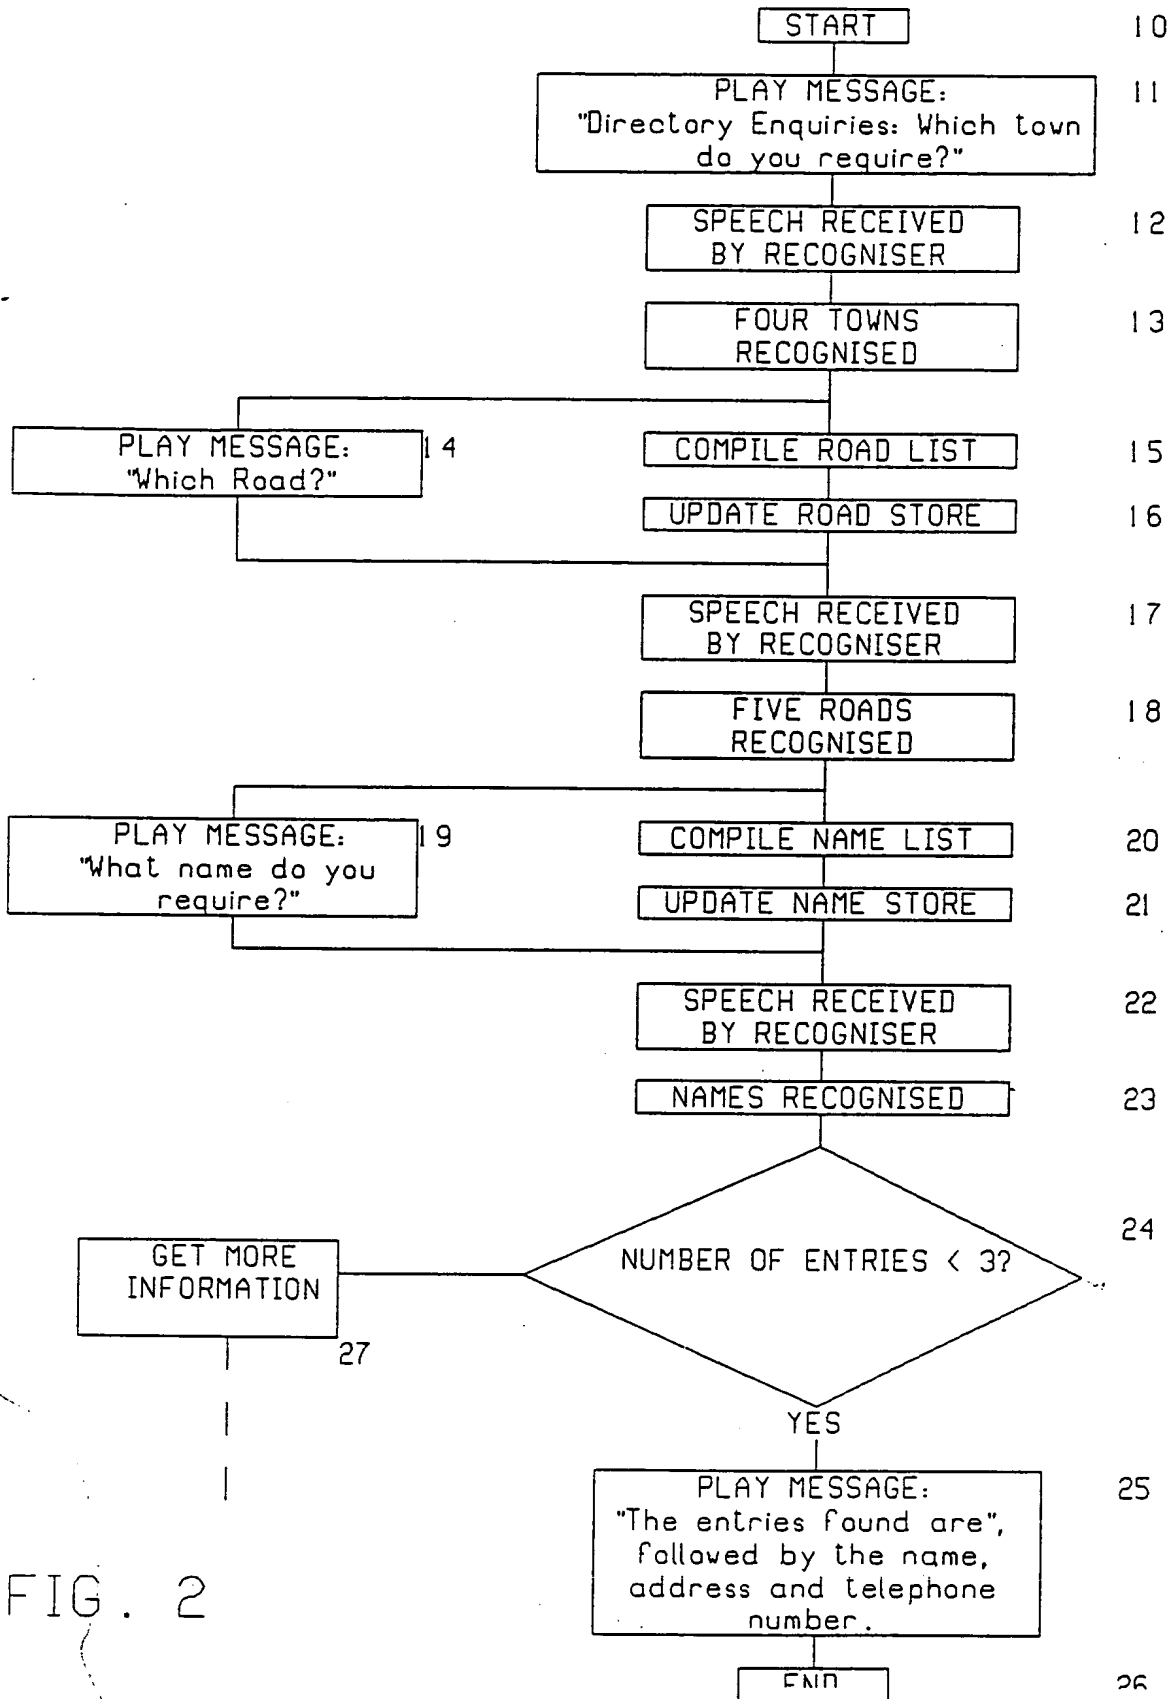 START 10
PLAY MESSAGE: 11
"Directory Enquiries: Which town
do you require?"
SPEECH RECEIVED 12
BY RECOGNISER
FOUR TOWNS 13
RECOGNISED
PLAY MESSAGE: 14
"Which Road?"
COMPILE ROAD LIST 15
UPDATE ROAD STORE 16
SPEECH RECEIVED 17
BY RECOGNISER
FIVE ROADS 18
RECOGNISED
PLAY MESSAGE: 19
"What name do you
require?"
COMPILE NAME LIST 20
UPDATE NAME STORE 21
SPEECH RECEIVED 22
BY RECOGNISER
NAMES RECOGNISED 23
NUMBER OF ENTRIES < 3? 24
GET MORE
INFORMATION
27
YES
PLAY MESSAGE: 25
"The entries found are",
followed by the name,
address and telephone
number.
END 26
FIG. 2